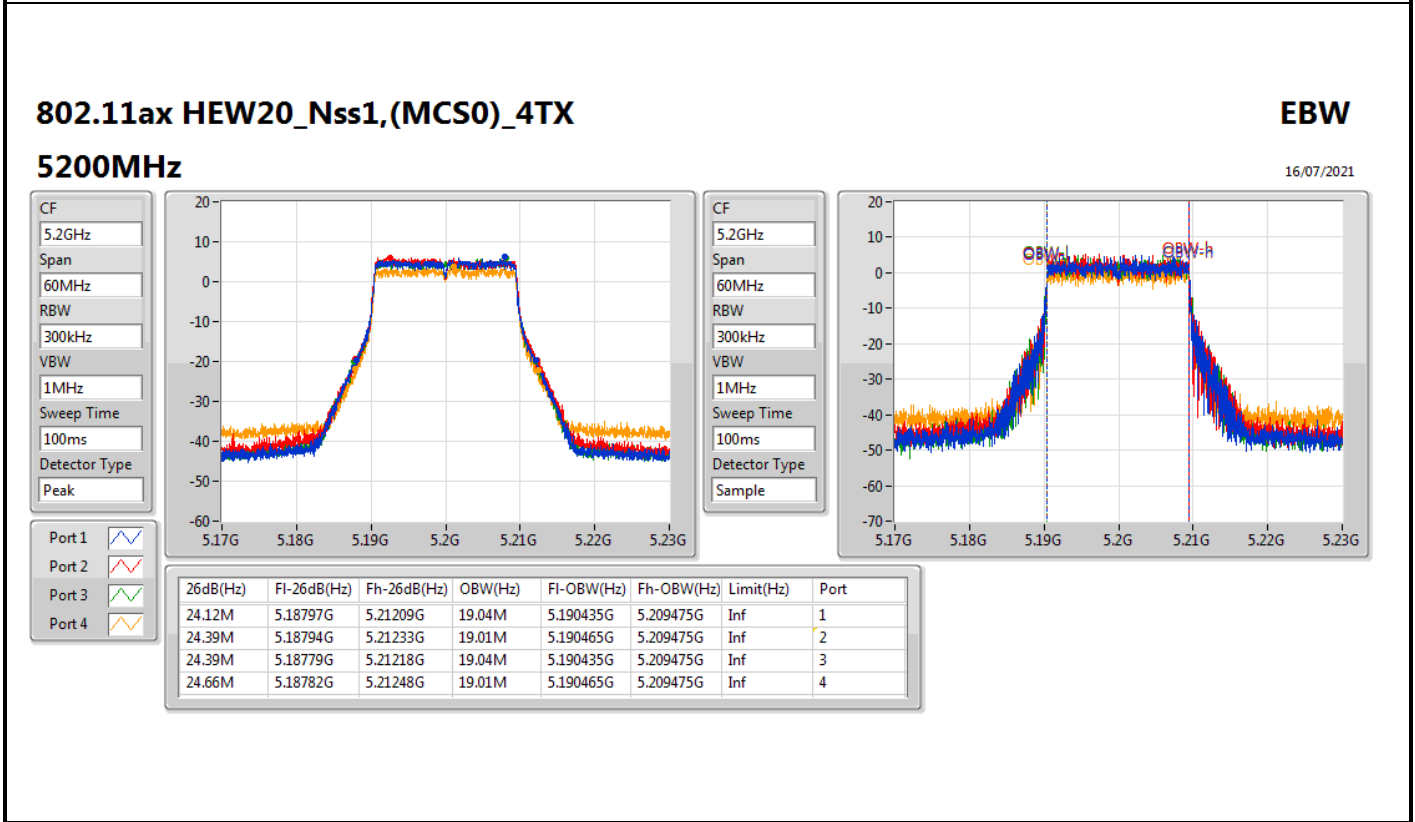 802.11ax HEW20_Nss1,(MCS0)_4TX EBW
5200MHz
16/07/2021
CF
5.2GHz
Span
60MHz
RBW
300kHz
VBW
1MHz
Sweep Time
100ms
Detector Type
Peak
20
10
0
-10
-20
-30
-40
-50
-60
5.17G 5.18G 5.19G 5.2G 5.21G 5.22G 5.23G
CF
5.2GHz
Span
60MHz
RBW
300kHz
VBW
1MHz
Sweep Time
100ms
Detector Type
Sample
20
10
0
-10
-20
-30
-40
-50
-60
-70
OBW-l OBW-h
5.17G 5.18G 5.19G 5.2G 5.21G 5.22G 5.23G
Port 1
Port 2
Port 3
Port 4
26dB(Hz) Fl-26dB(Hz) Fh-26dB(Hz) OBW(Hz) Fl-OBW(Hz) Fh-OBW(Hz) Limit(Hz) Port
24.12M 5.18797G 5.21209G 19.04M 5.190435G 5.209475G Inf 1
24.39M 5.18794G 5.21233G 19.01M 5.190465G 5.209475G Inf 2
24.39M 5.18779G 5.21218G 19.04M 5.190435G 5.209475G Inf 3
24.66M 5.18782G 5.21248G 19.01M 5.190465G 5.209475G Inf 4